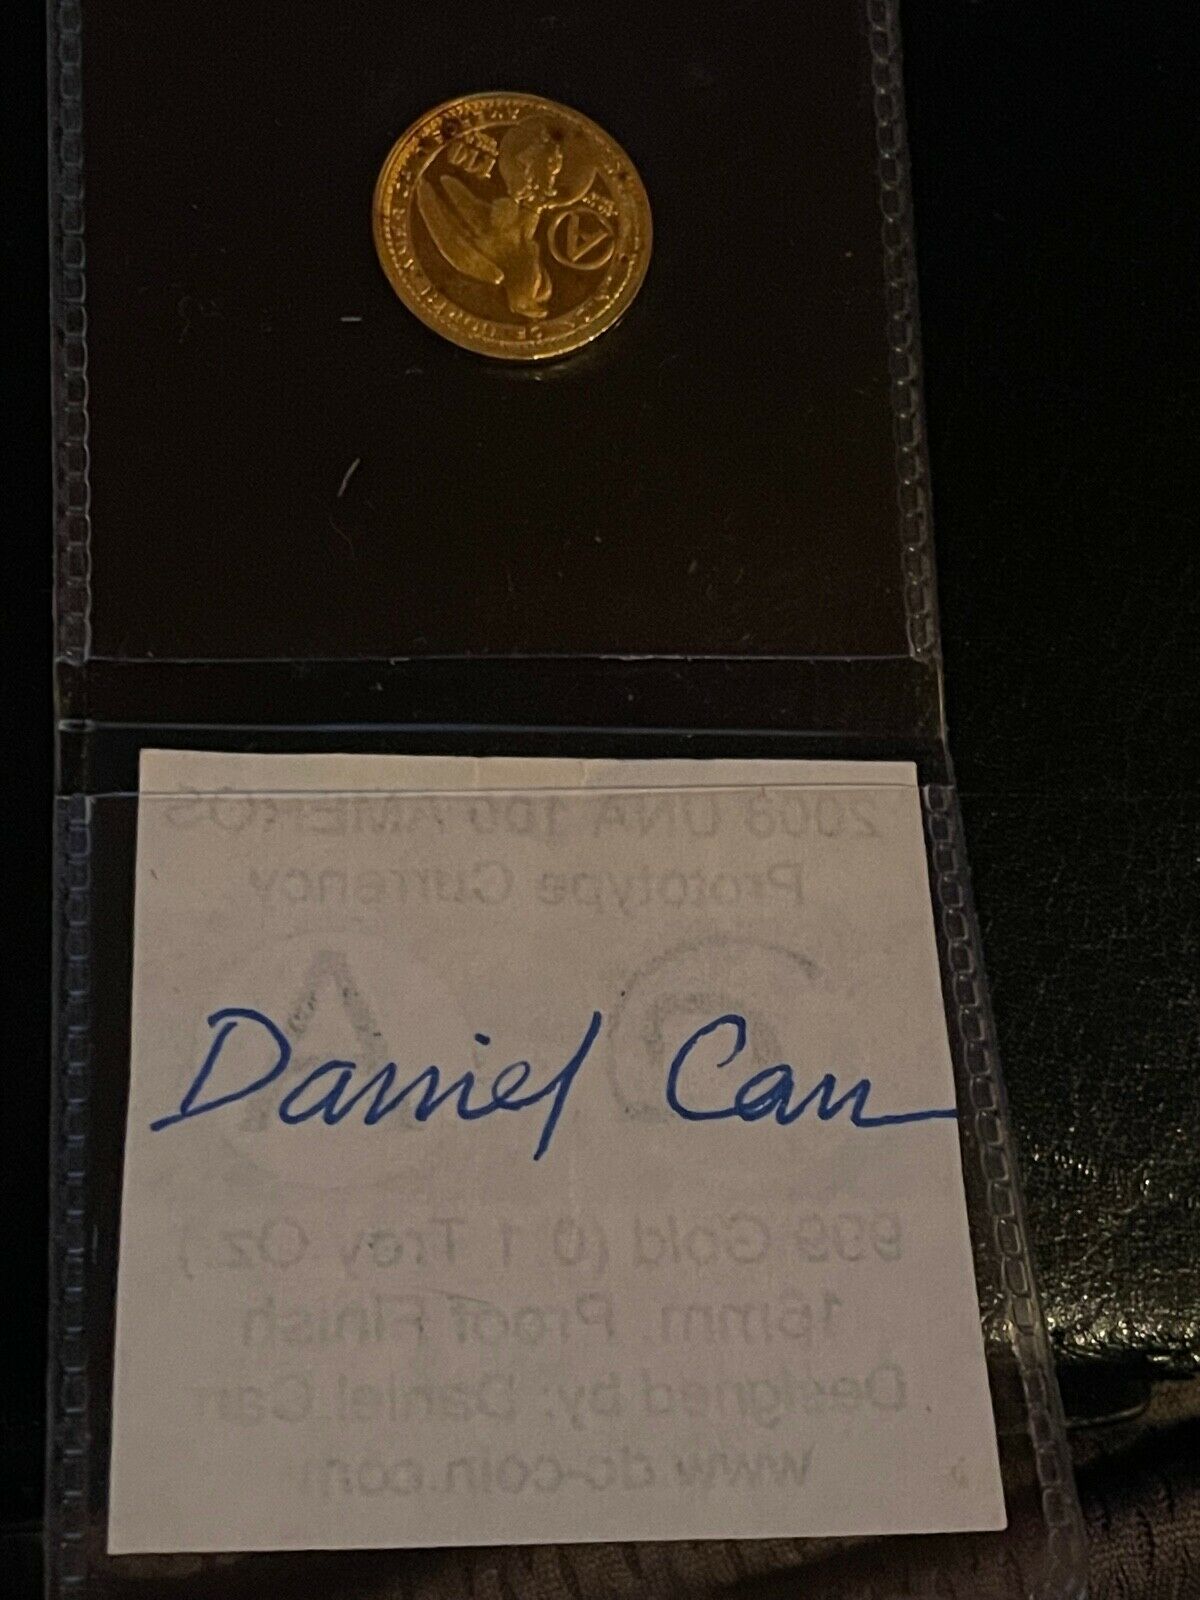 2008 UNA 100 AMEROS
Prototype Currency
Daniel Carr
999 Gold (0.1 Troy Oz.)
16mm. Proof Finish
Designed by: Daniel Carr
www.dc-coin.com